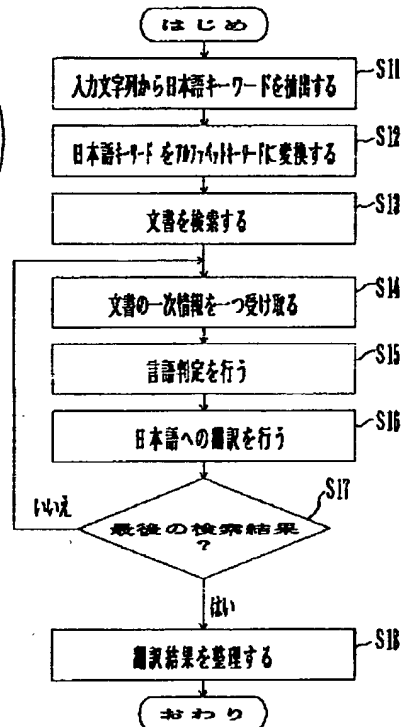 はじめ
入力文字列から日本語キーワードを抽出する
S11
日本語キーワードをアルファベットキーワードに変換する
S12
文書を検索する
S13
文書の一次情報を一つ受け取る
S14
言語判定を行う
S15
日本語への翻訳を行う
S16
最後の検索結果
?
S17
いいえ
はい
翻訳結果を整理する
S18
おわり